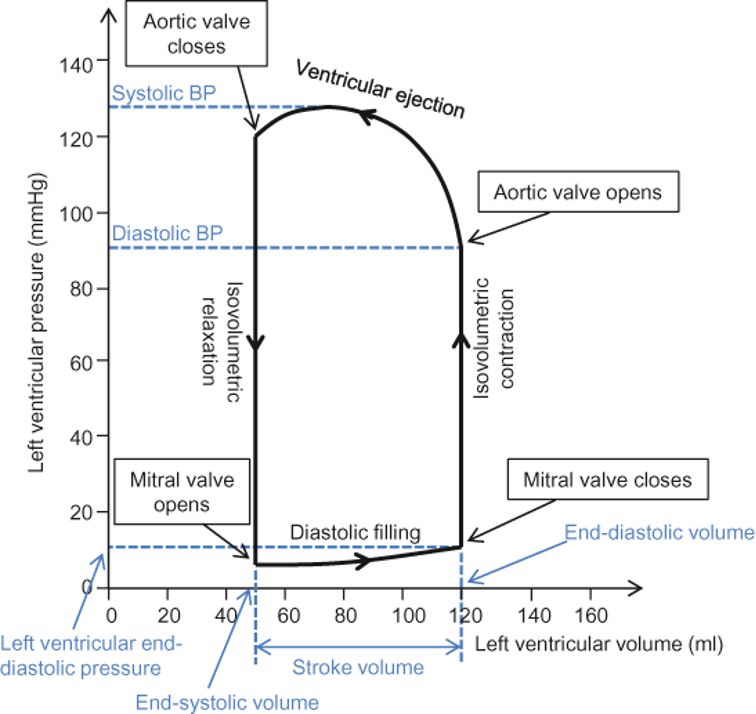 Aortic valve
closes
140
Ventricular ejection
Systolic BP
120
Aortic valve opens
100
Diastolic BP
Left ventricular pressure (mmHg)
80
Isovolumetric
relaxation
Isovolumetric
contraction
60
40
Mitral valve
opens
Mitral valve closes
20
Diastolic filling
End-diastolic volume
0
0
20
40
60
80
100
120
140
160
Left ventricular end-
diastolic pressure
Left ventricular volume (ml)
Stroke volume
End-systolic volume